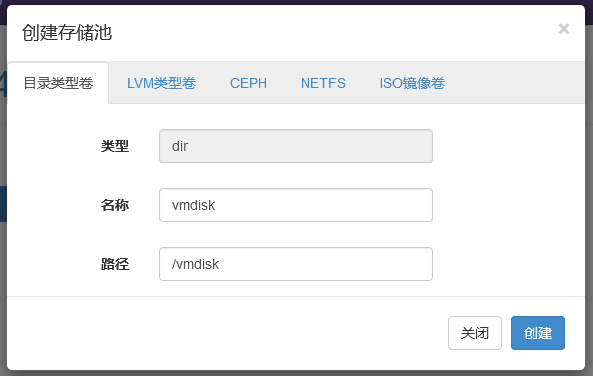 创建存储池 ×
目录类型卷 LVM类型卷 CEPH NETFS ISO镜像卷
类型 dir
名称 vmdisk
路径 /vmdisk
关闭 创建